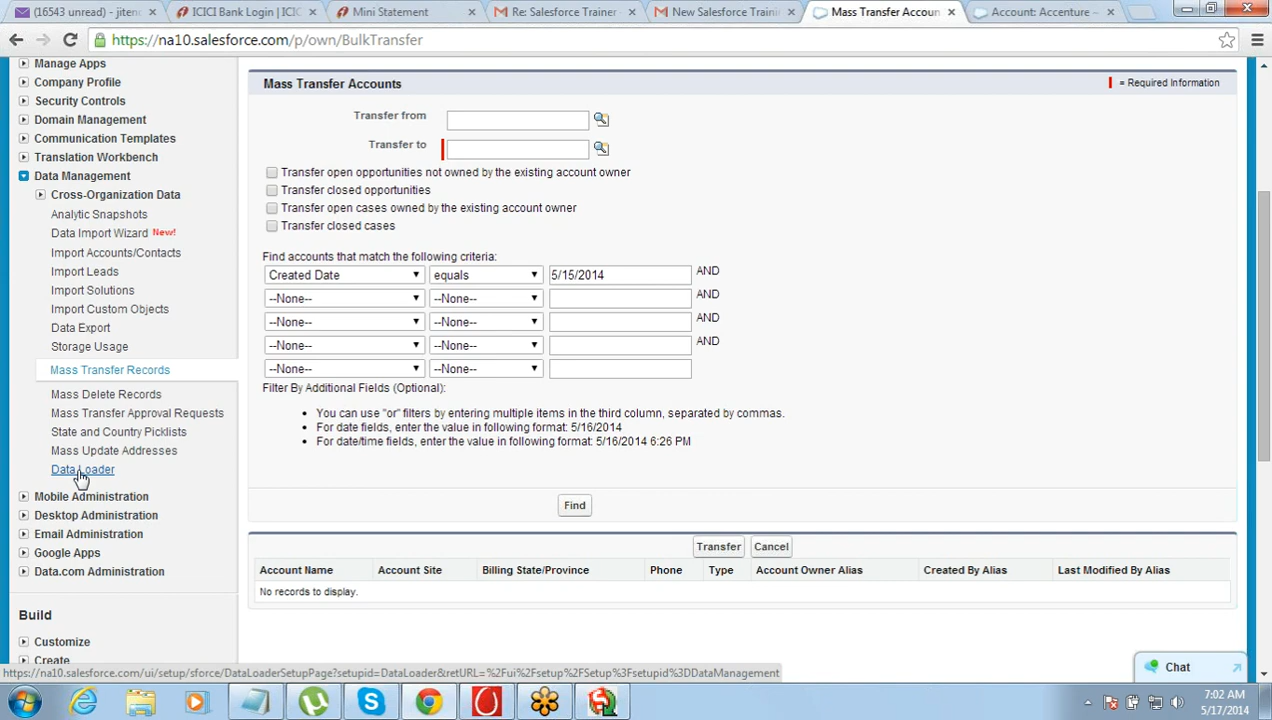 (16543 unread) - jiten
ICICI Bank Login | ICI
Mini Statement
Re: Salesforce Trainer
New Salesforce Traini
Mass Transfer Accoun
Account: Accenture ~
https://na10.salesforce.com/p/own/BulkTransfer
Manage Apps
Company Profile
Security Controls
Domain Management
Communication Templates
Translation Workbench
Data Management
Cross-Organization Data
Analytic Snapshots
Data Import Wizard New!
Import Accounts/Contacts
Import Leads
Import Solutions
Import Custom Objects
Data Export
Storage Usage
Mass Transfer Records
Mass Delete Records
Mass Transfer Approval Requests
State and Country Picklists
Mass Update Addresses
Data Loader
Mobile Administration
Desktop Administration
Email Administration
Google Apps
Data.com Administration
Build
Customize
Create
Mass Transfer Accounts
= Required Information
Transfer from
Transfer to
Transfer open opportunities not owned by the existing account owner
Transfer closed opportunities
Transfer open cases owned by the existing account owner
Transfer closed cases
Find accounts that match the following criteria:
Created Date equals 5/15/2014 AND
--None-- --None-- AND
--None-- --None-- AND
--None-- --None-- AND
--None-- --None--
Filter By Additional Fields (Optional):
• You can use "or" filters by entering multiple items in the third column, separated by commas.
• For date fields, enter the value in following format: 5/16/2014
• For date/time fields, enter the value in following format: 5/16/2014 6:26 PM
Find
Transfer Cancel
Account Name Account Site Billing State/Province Phone Type Account Owner Alias Created By Alias Last Modified By Alias
No records to display.
https://na10.salesforce.com/ui/setup/sforce/DataLoaderSetupPage?setupid=DataLoader&retURL=%2Fui%2Fsetup%2FSetup%3Fsetupid%3DDataManagement
Chat
7:02 AM
5/17/2014